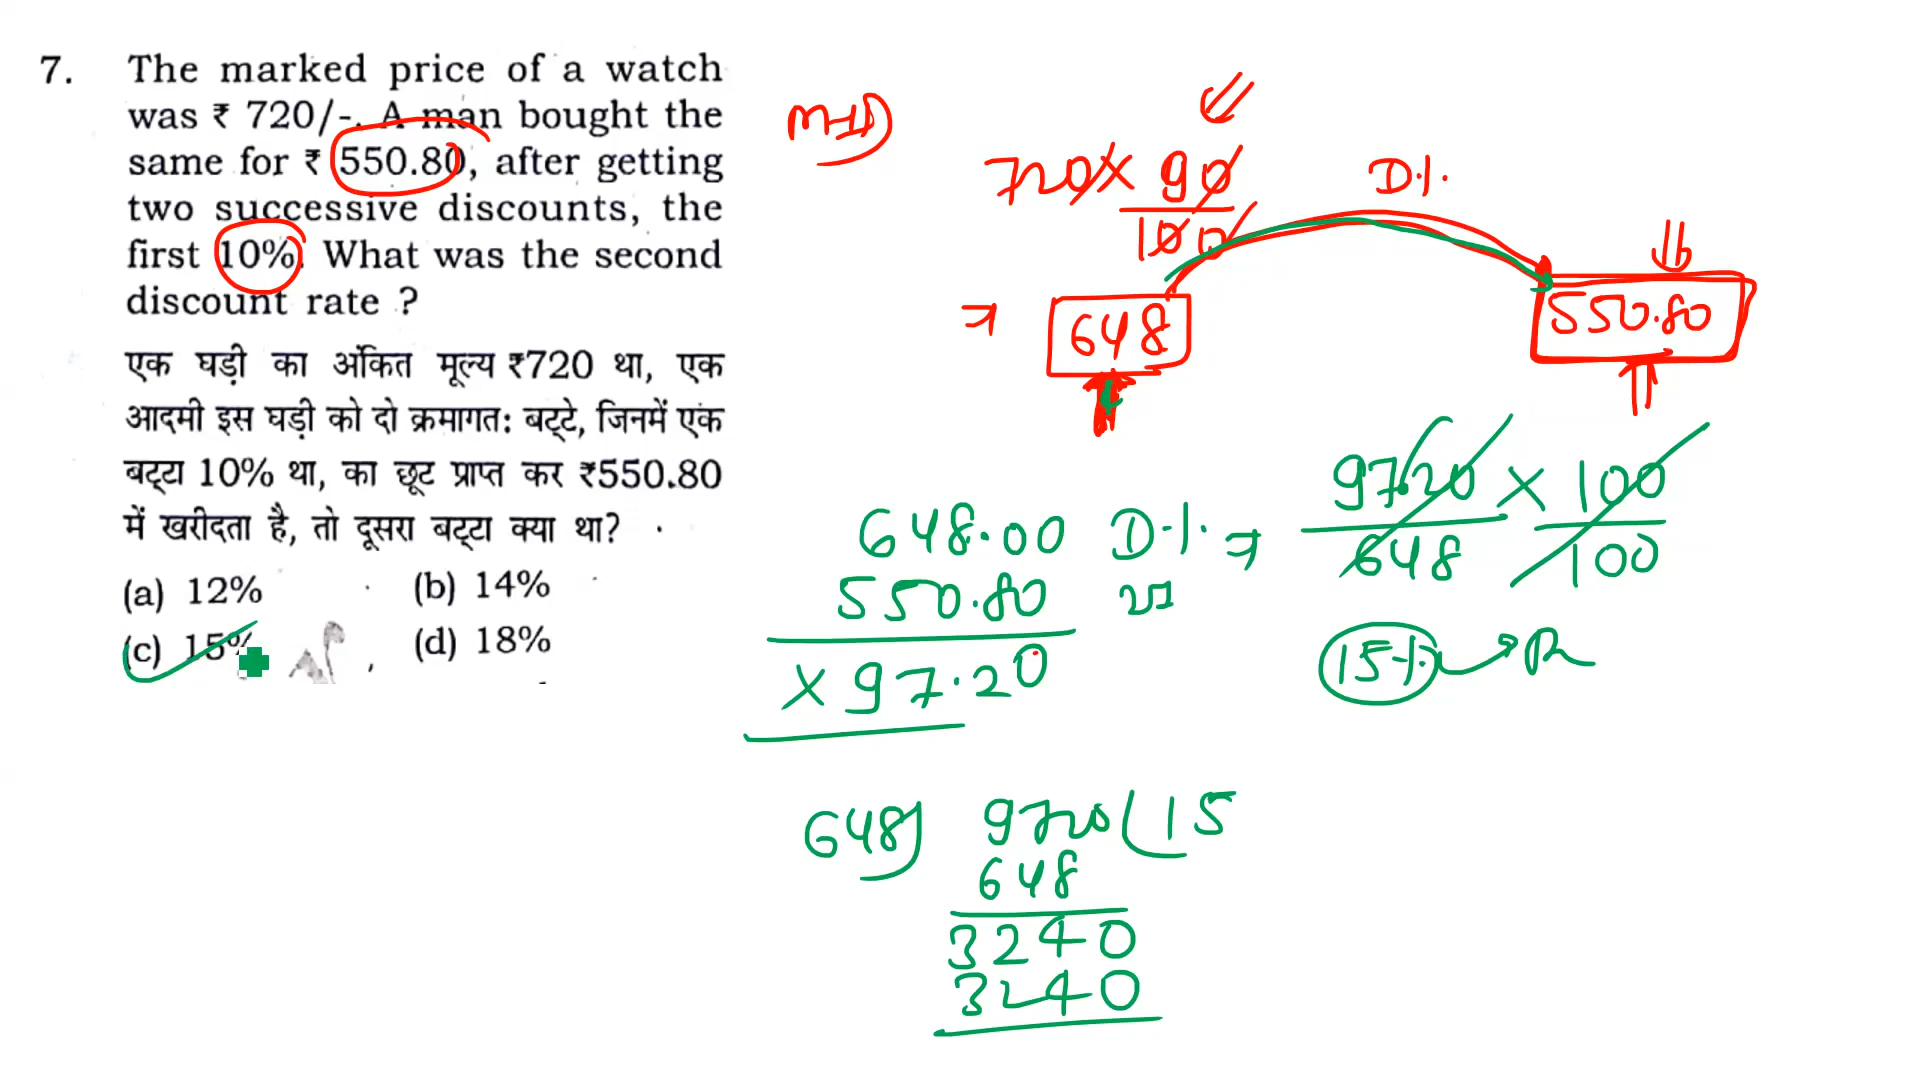 7. The marked price of a watch
was ₹ 720/-. A man bought the
same for ₹ 550.80, after getting
two successive discounts, the
first 10%. What was the second
discount rate ?
एक घड़ी का अंकित मूल्य ₹720 था, एक
आदमी इस घड़ी को दो क्रमागत: बट्टे, जिनमें एक
बट्टा 10% था, का छूट प्राप्त कर ₹550.80
में खरीदता है, तो दूसरा बट्टा क्या था?
(a) 12% (b) 14%
(c) 15% (d) 18%
720 × 90
100
D%
648
550.80
648.00 D% ⇒ 97.20 × 100
550.80
648 100
× 97.20
15%
648) 9720 (15
648
3240
3240